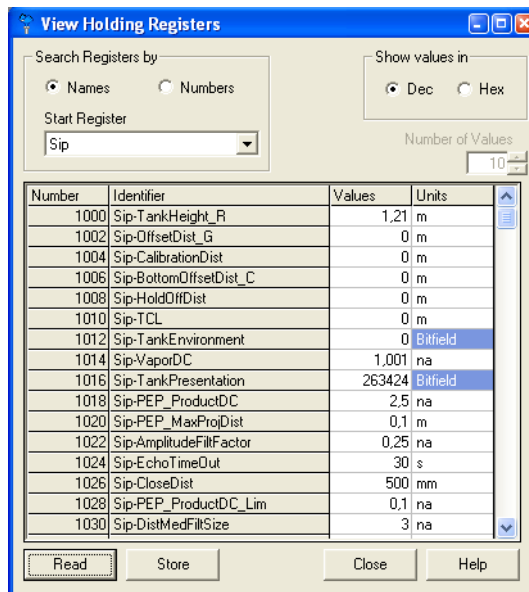 View Holding Registers
Search Registers by
Names Numbers
Start Register
Sip
Show values in
Dec Hex
Number of Values
10
Number Identifier Values Units
1000 Sip-TankHeight_R 1,21 m
1002 Sip-OffsetDist_G 0 m
1004 Sip-CalibrationDist 0 m
1006 Sip-BottomOffsetDist_C 0 m
1008 Sip-HoldOffDist 0 m
1010 Sip-TCL 0 m
1012 Sip-TankEnvironment 0 Bitfield
1014 Sip-VaporDC 1,001 na
1016 Sip-TankPresentation 263424 Bitfield
1018 Sip-PEP_ProductDC 2,5 na
1020 Sip-PEP_MaxProjDist 0,1 m
1022 Sip-AmplitudeFiltFactor 0,25 na
1024 Sip-EchoTimeOut 30 s
1026 Sip-CloseDist 500 mm
1028 Sip-PEP_ProductDC_Lim 0,1 na
1030 Sip-DistMedFiltSize 3 na
Read Store Close Help